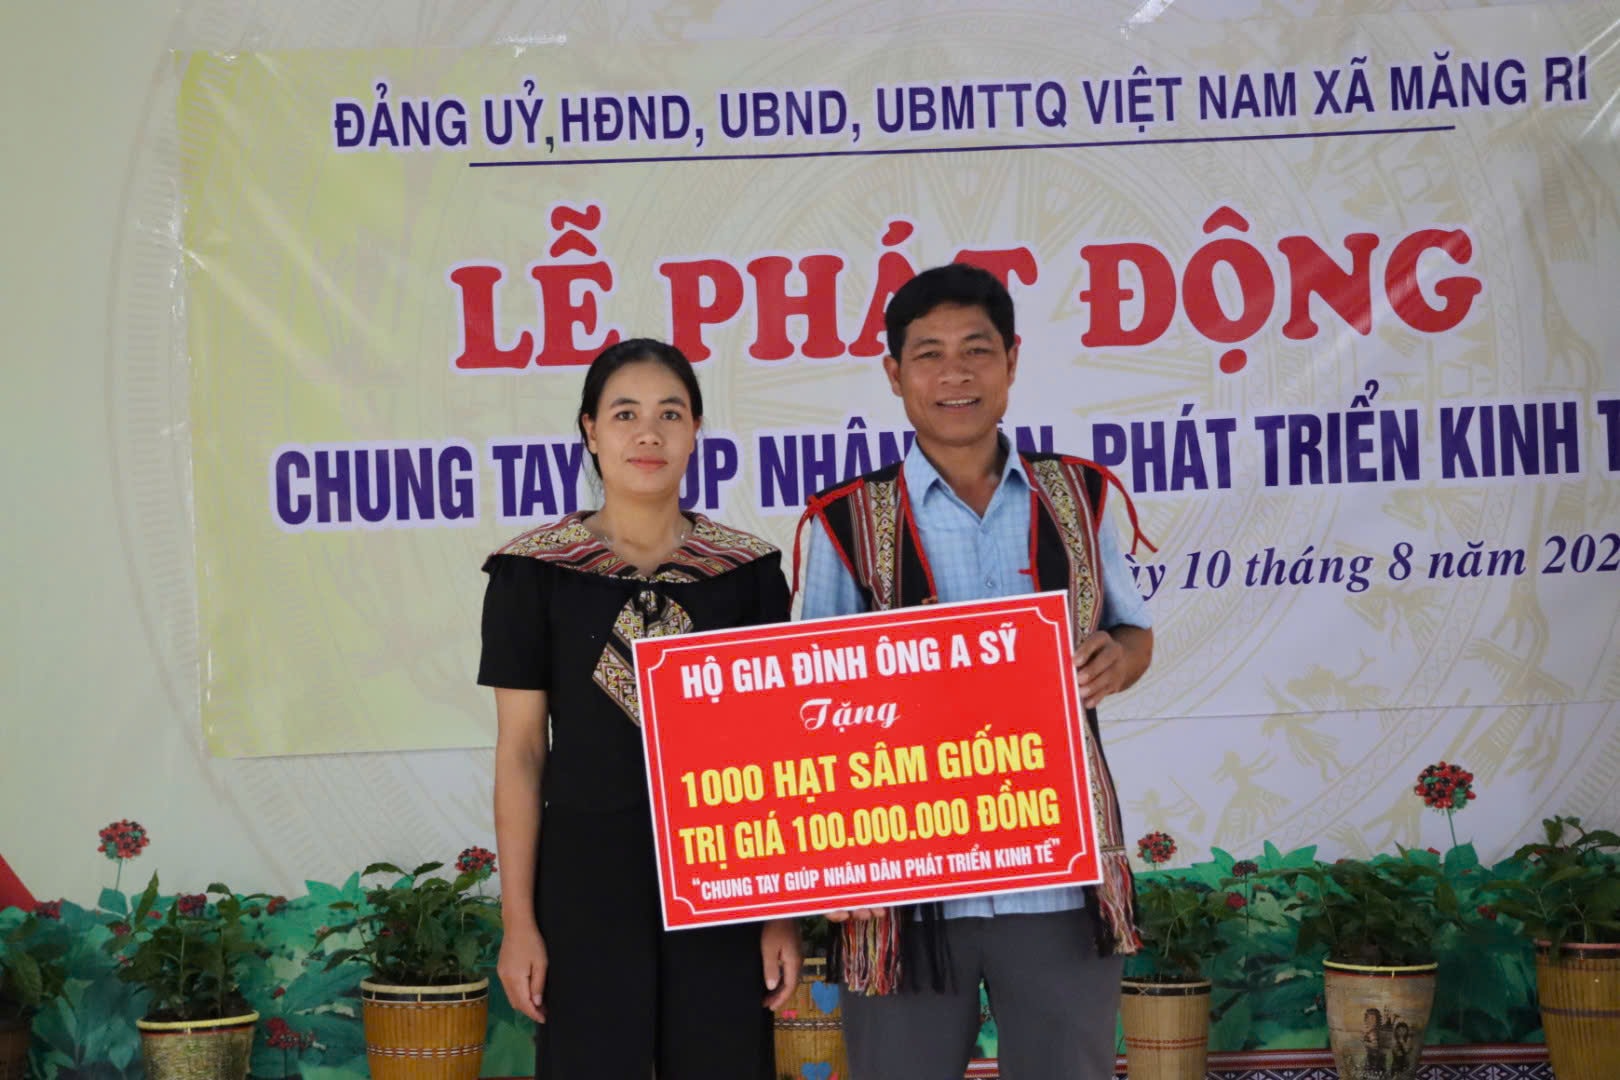 ĐẢNG UỶ, HĐND, UBND, UBMTTQ VIỆT NAM XÃ MĂNG RI
LỄ PHÁT ĐỘNG
CHUNG TAY PHÁT TRIỂN KINH
10 tháng 8 năm
HỘ GIA ĐÌNH ÔNG A SỸ
Tặng
1000 HẠT SÂM GIỐNG
TRỊ GIÁ 100.000.000 ĐỒNG
"CHUNG TAY GIÚP NHÂN DÂN PHÁT TRIỂN KINH TẾ"